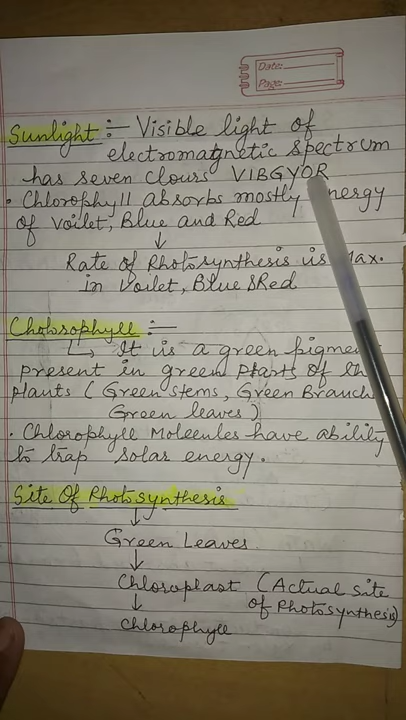 Date:
Page:
Sunlight :- Visible light of
electromagnetic spectrum
has seven clours VIBGYOR
• Chlorophyll absorbs mostly energy
of Voilet, Blue and Red
↓
Rate of Photosynthesis is Max.
in Voilet, Blue & Red
Cholorophyll :-
↳ It is a green pigment
present in green parts of the
plants (Green stems, Green Branch
Green leaves)
• Chlorophyll Molecules have ability
to trap solar energy.
Site Of Photosynthesis
↓
Green Leaves
↓
Chloroplast (Actual site
of Photosynthesis)
↓
chlorophyll